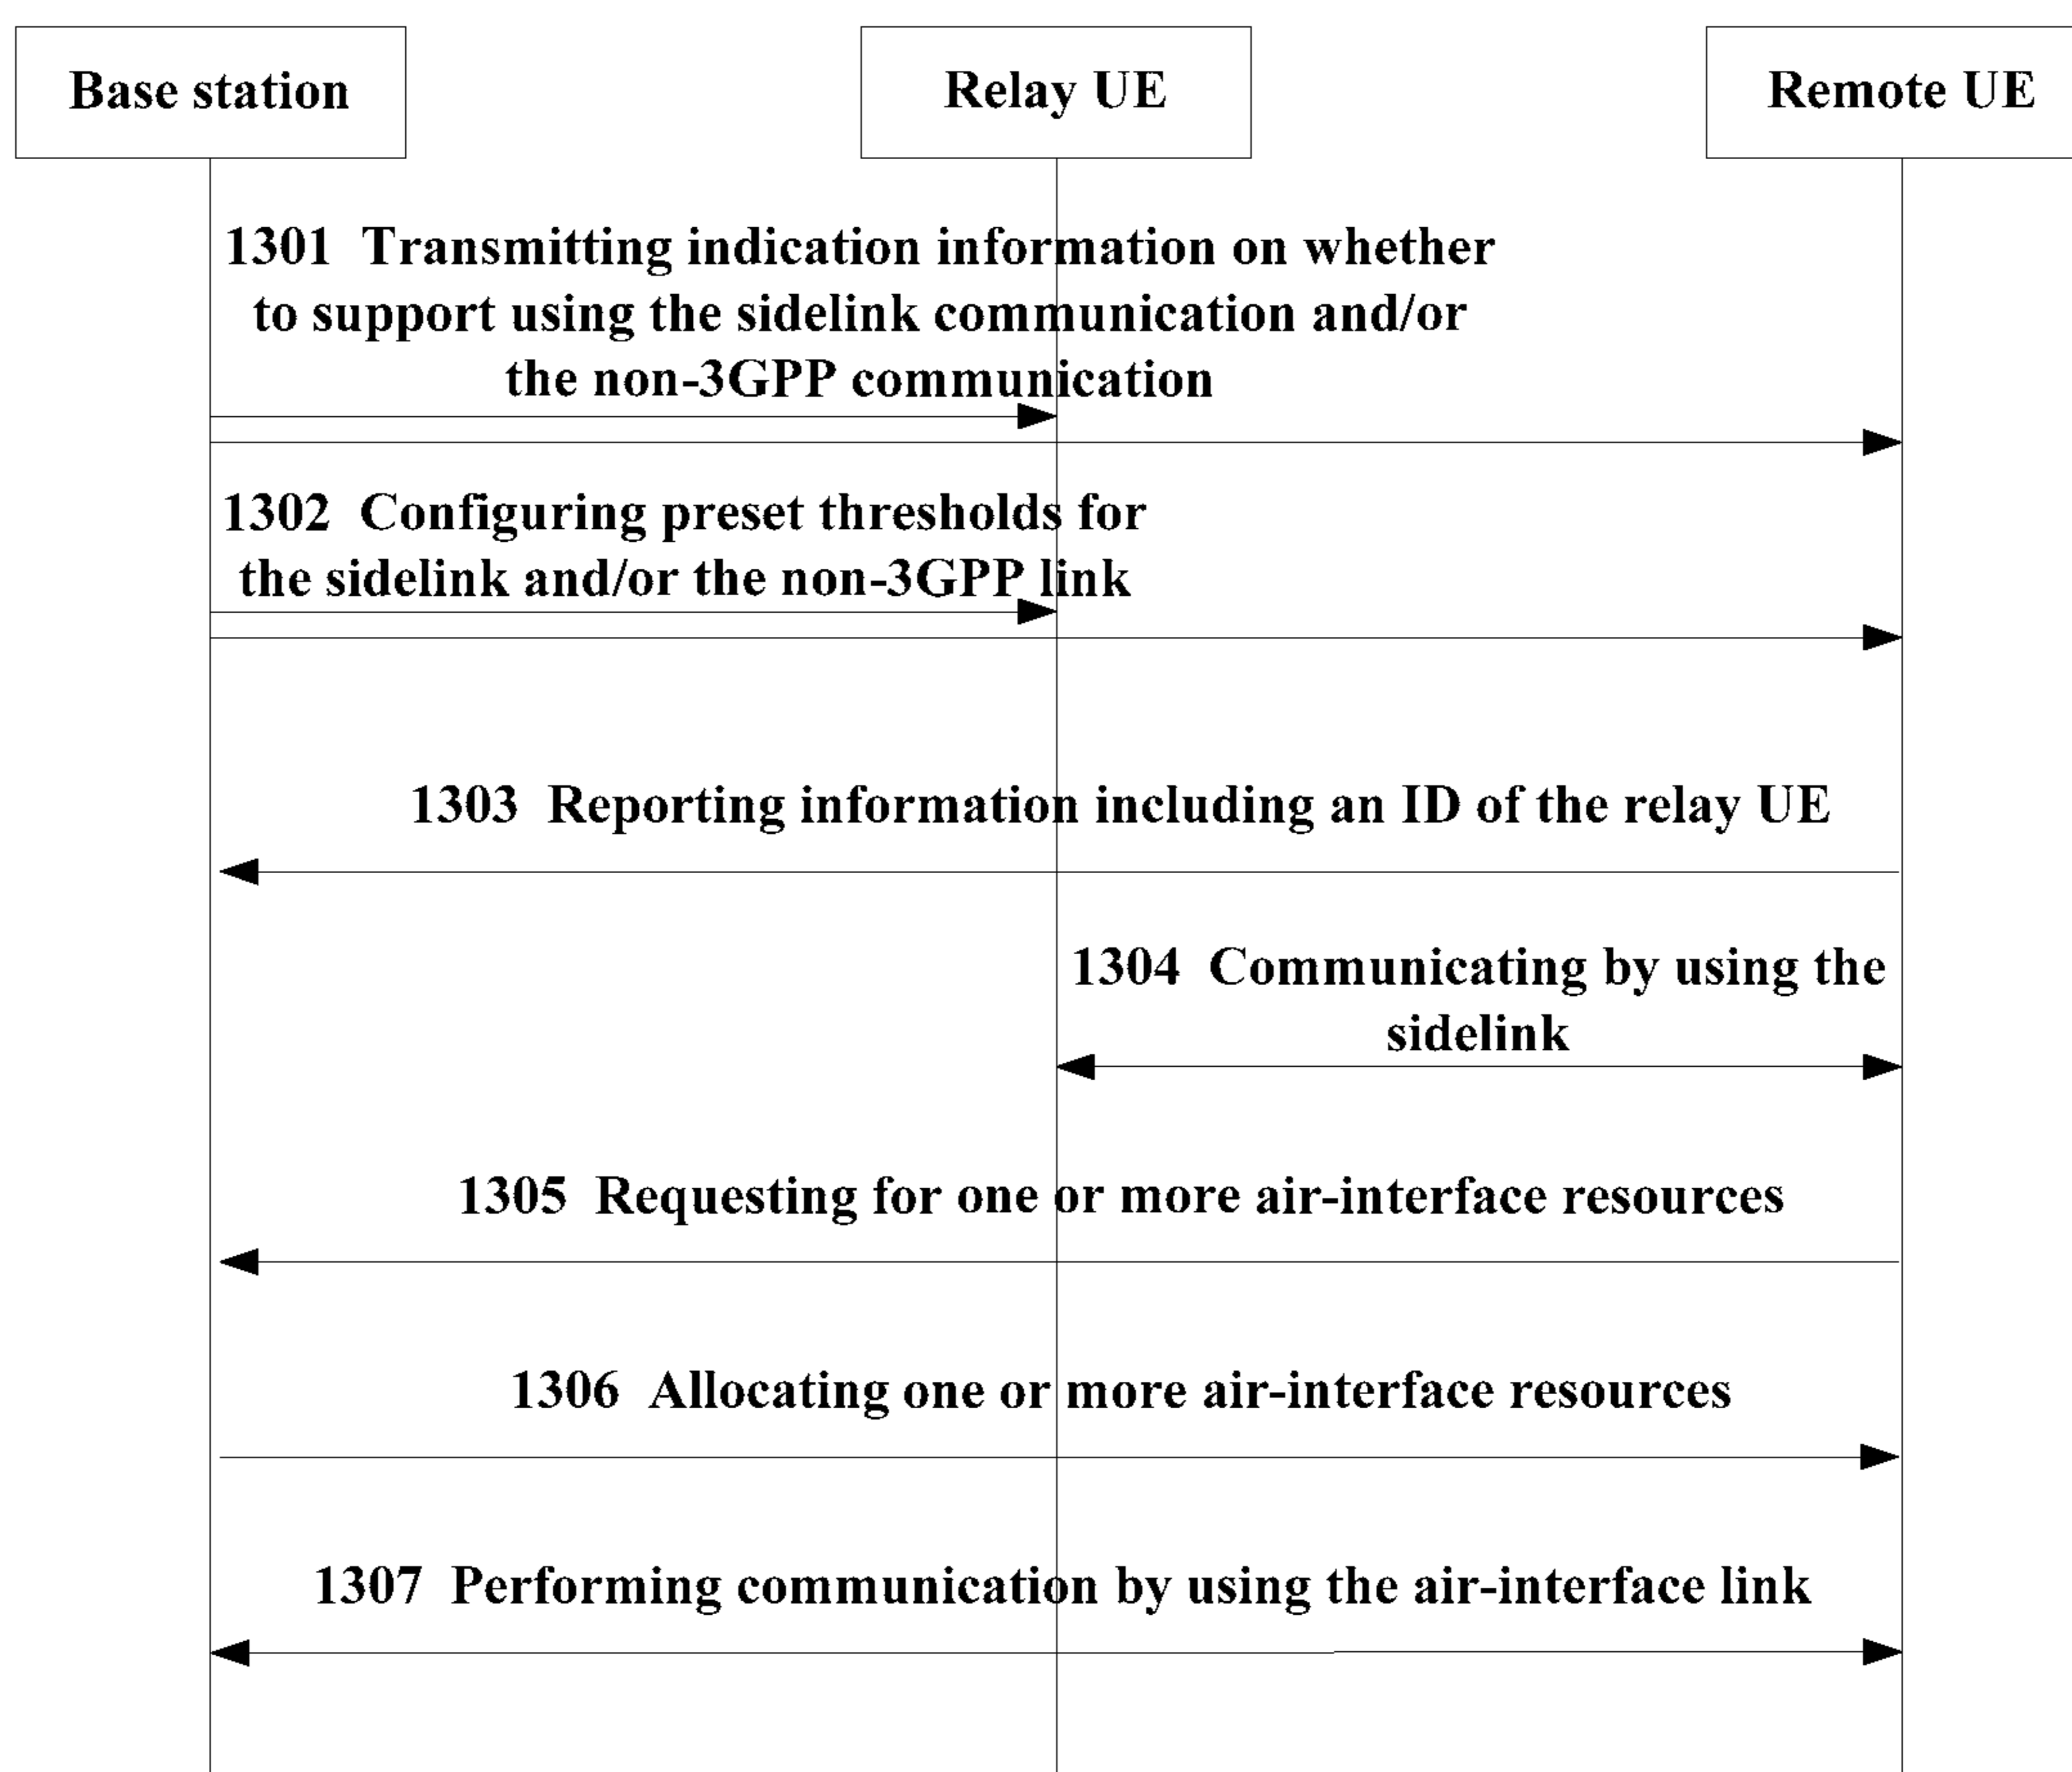 Base station
Relay UE
Remote UE
1301 Transmitting indication information on whether
to support using the sidelink communication and/or
the non-3GPP communication
1302 Configuring preset thresholds for
the sidelink and/or the non-3GPP link
1303 Reporting information including an ID of the relay UE
1304 Communicating by using the
sidelink
1305 Requesting for one or more air-interface resources
1306 Allocating one or more air-interface resources
1307 Performing communication by using the air-interface link